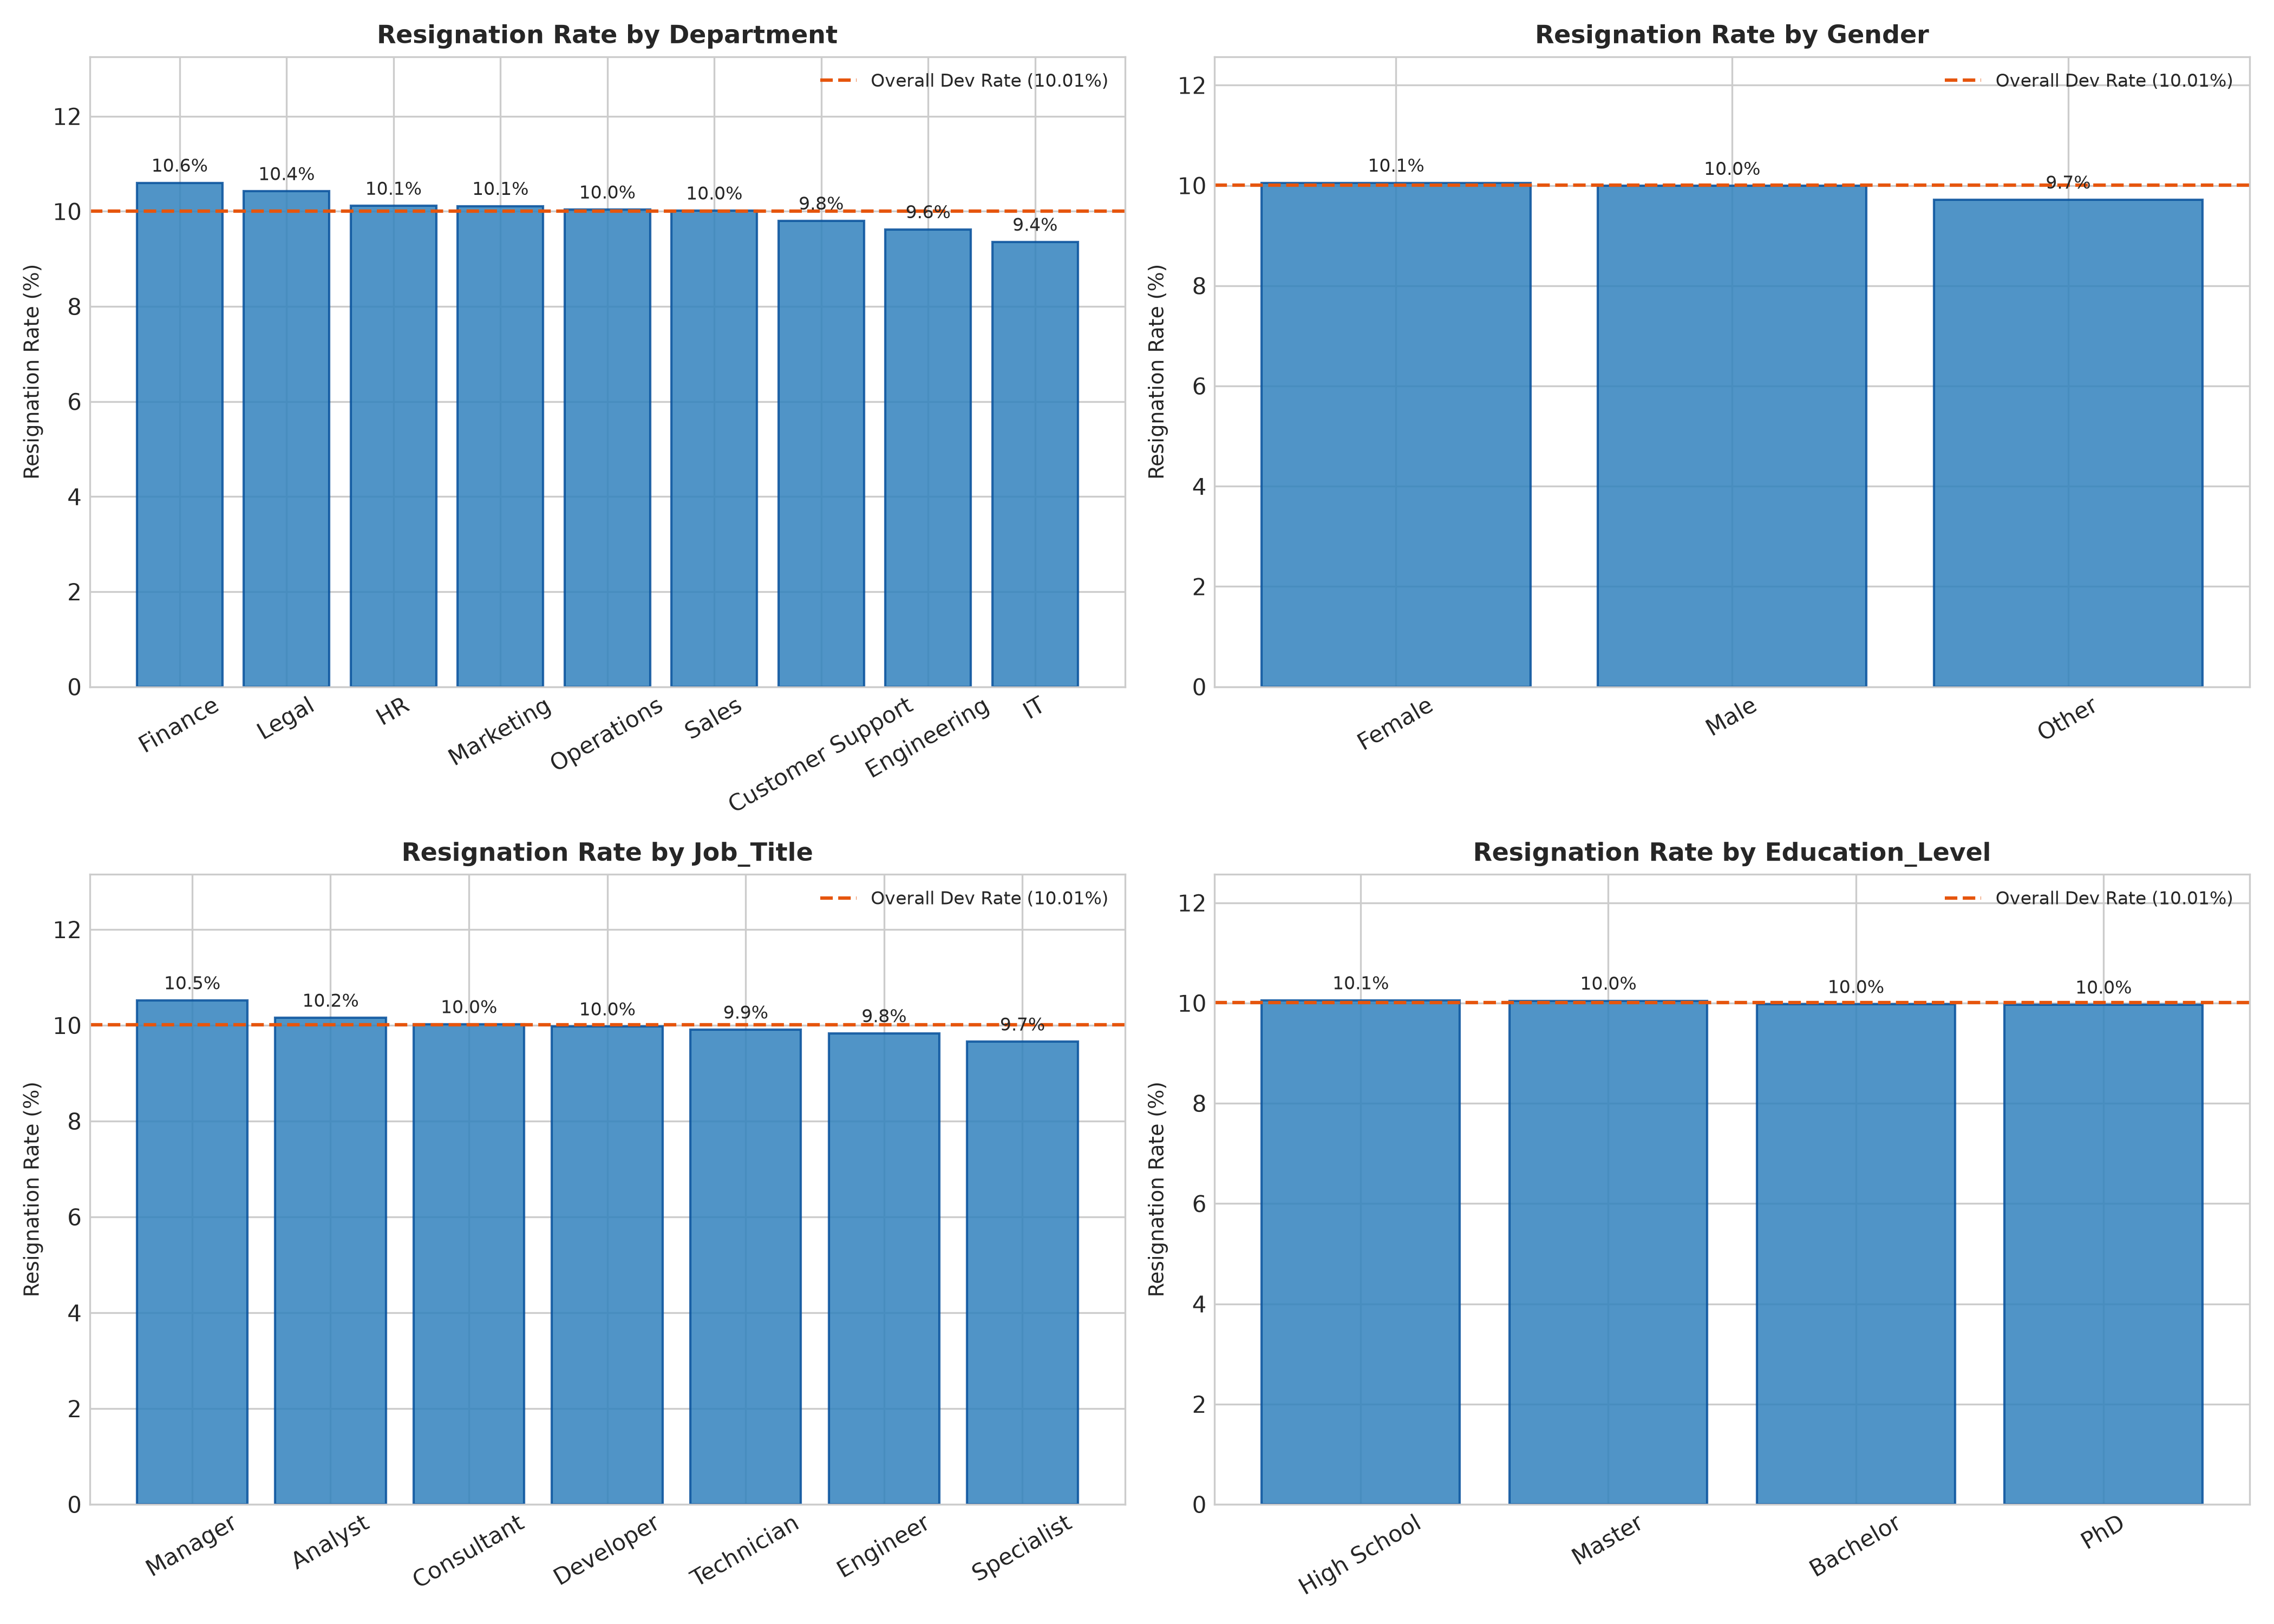 Resignation Rate by Department
Overall Dev Rate (10.01%)
Resignation Rate (%)
12
10
8
6
4
2
0
10.6%
10.4%
10.1%
10.1%
10.0%
10.0%
9.8%
9.6%
9.4%
Finance
Legal
HR
Marketing
Operations
Sales
Customer Support
Engineering
IT
Resignation Rate by Gender
Overall Dev Rate (10.01%)
Resignation Rate (%)
12
10
8
6
4
2
0
10.1%
10.0%
9.7%
Female
Male
Other
Resignation Rate by Job_Title
Overall Dev Rate (10.01%)
Resignation Rate (%)
12
10
8
6
4
2
0
10.5%
10.2%
10.0%
10.0%
9.9%
9.8%
9.7%
Manager
Analyst
Consultant
Developer
Technician
Engineer
Specialist
Resignation Rate by Education_Level
Overall Dev Rate (10.01%)
Resignation Rate (%)
12
10
8
6
4
2
0
10.1%
10.0%
10.0%
10.0%
High School
Master
Bachelor
PhD